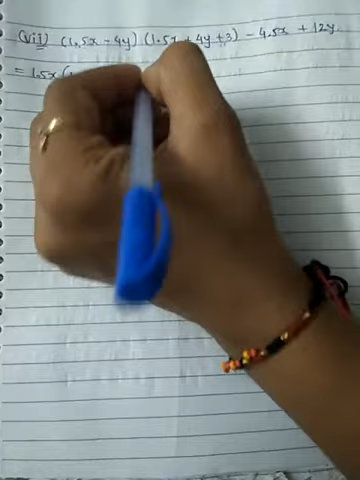 (vii) (1.5x - 4y) (1.5x + 4y + 3) - 4.5x + 12y.
= 1.5x (